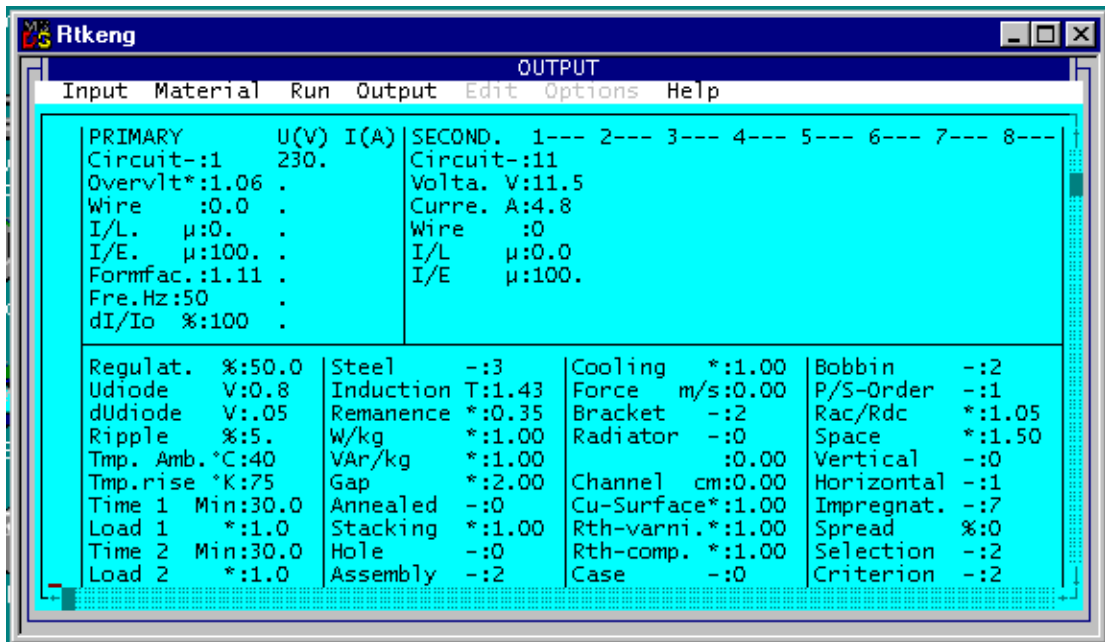 Rtkeng
OUTPUT
Input Material Run Output Edit Options Help
PRIMARY U(V) I(A) SECOND. 1--- 2--- 3--- 4--- 5--- 6--- 7--- 8---
Circuit-:1 230. Circuit-:11
Overvlt*:1.06 . Volta. V:11.5
Wire :0.0 . Curre. A:4.8
I/L. µ:0. . Wire :0
I/E. µ:100. . I/L µ:0.0
Formfac.:1.11 . I/E µ:100.
Fre.Hz:50 .
dI/Io %:100 .
Regulat. %:50.0 Steel -:3 Cooling *:1.00 Bobbin -:2
Udiode V:0.8 Induction T:1.43 Force m/s:0.00 P/S-Order -:1
dUdiode V:.05 Remanence *:0.35 Bracket -:2 Rac/Rdc *:1.05
Ripple %:5. W/kg *:1.00 Radiator -:0 Space *:1.50
Tmp. Amb.°C:40 VAr/kg *:1.00 :0.00 Vertical -:0
Tmp.rise °K:75 Gap *:2.00 Channel cm:0.00 Horizontal -:1
Time 1 Min:30.0 Annealed -:0 Cu-Surface*:1.00 Impregnat. -:7
Load 1 *:1.0 Stacking *:1.00 Rth-varni.*:1.00 Spread %:0
Time 2 Min:30.0 Hole -:0 Rth-comp. *:1.00 Selection -:2
Load 2 *:1.0 Assembly -:2 Case -:0 Criterion -:2